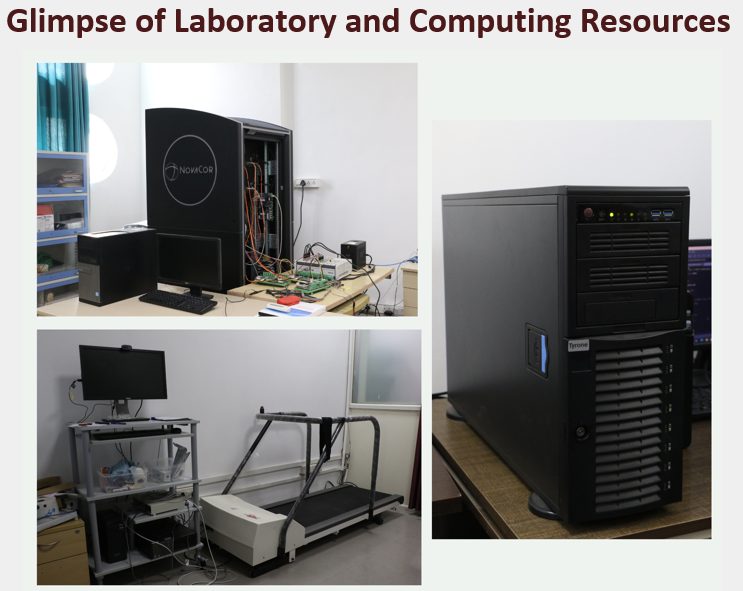 Glimpse of Laboratory and Computing Resources
NovaCor
Tyrone